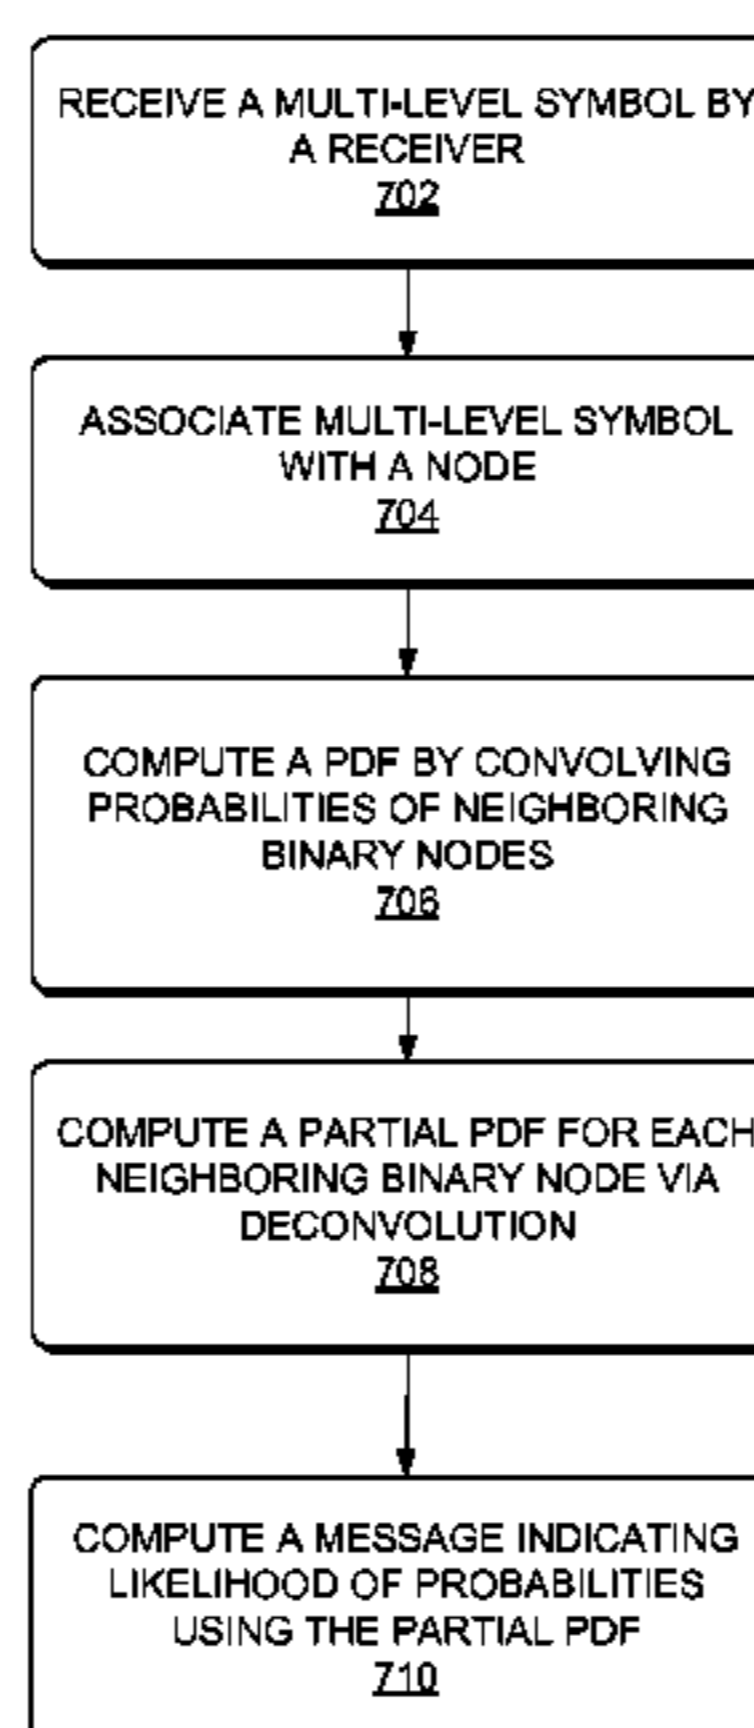 RECEIVE A MULTI-LEVEL SYMBOL BY
A RECEIVER
702
ASSOCIATE MULTI-LEVEL SYMBOL
WITH A NODE
704
COMPUTE A PDF BY CONVOLVING
PROBABILITIES OF NEIGHBORING
BINARY NODES
706
COMPUTE A PARTIAL PDF FOR EACH
NEIGHBORING BINARY NODE VIA
DECONVOLUTION
708
COMPUTE A MESSAGE INDICATING
LIKELIHOOD OF PROBABILITIES
USING THE PARTIAL PDF
710